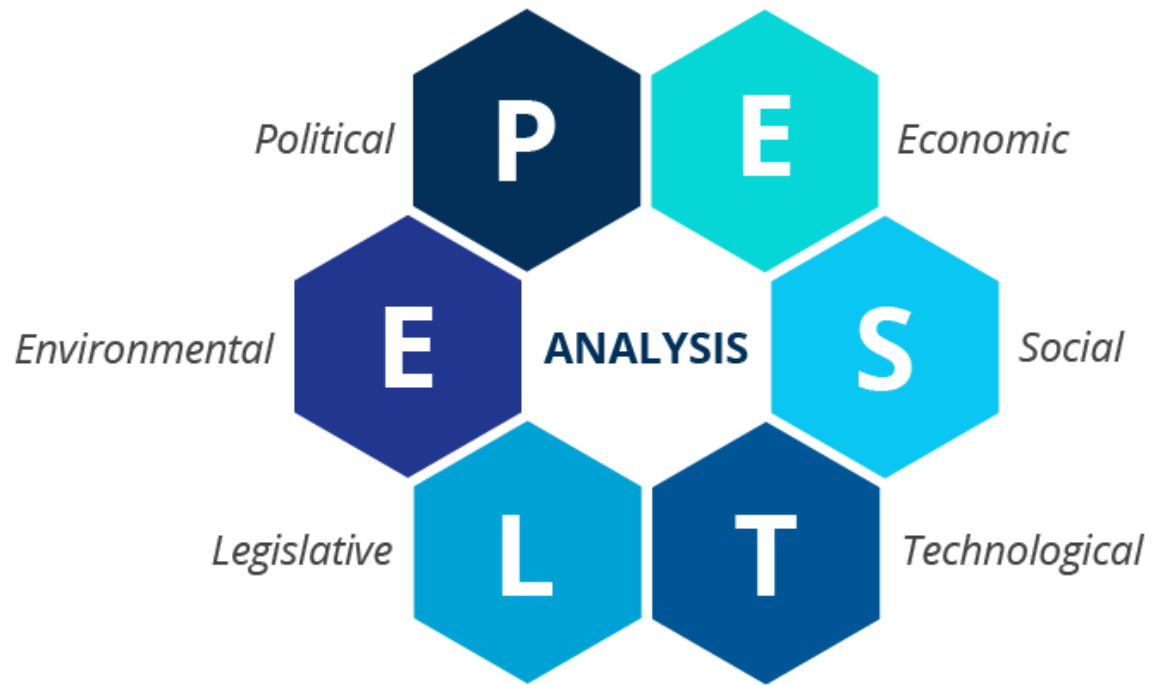 Political
P
E
Economic
Environmental
E
ANALYSIS
S
Social
Legislative
L
T
Technological